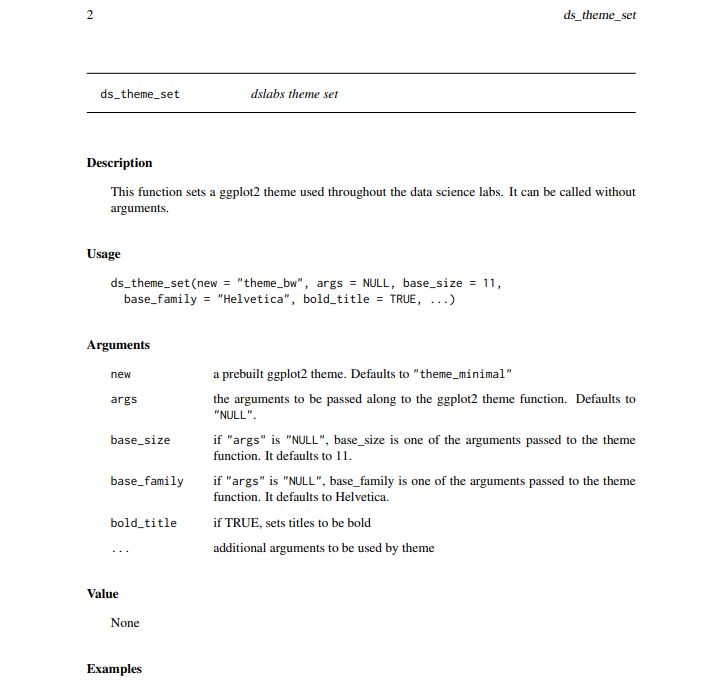 2 ds_theme_set
ds_theme_set dslabs theme set
Description
This function sets a ggplot2 theme used throughout the data science labs. It can be called without
arguments.
Usage
ds_theme_set(new = "theme_bw", args = NULL, base_size = 11,
base_family = "Helvetica", bold_title = TRUE, ...)
Arguments
new a prebuilt ggplot2 theme. Defaults to "theme_minimal"
args the arguments to be passed along to the ggplot2 theme function. Defaults to
"NULL".
base_size if "args" is "NULL", base_size is one of the arguments passed to the theme
function. It defaults to 11.
base_family if "args" is "NULL", base_family is one of the arguments passed to the theme
function. It defaults to Helvetica.
bold_title if TRUE, sets titles to be bold
... additional arguments to be used by theme
Value
None
Examples